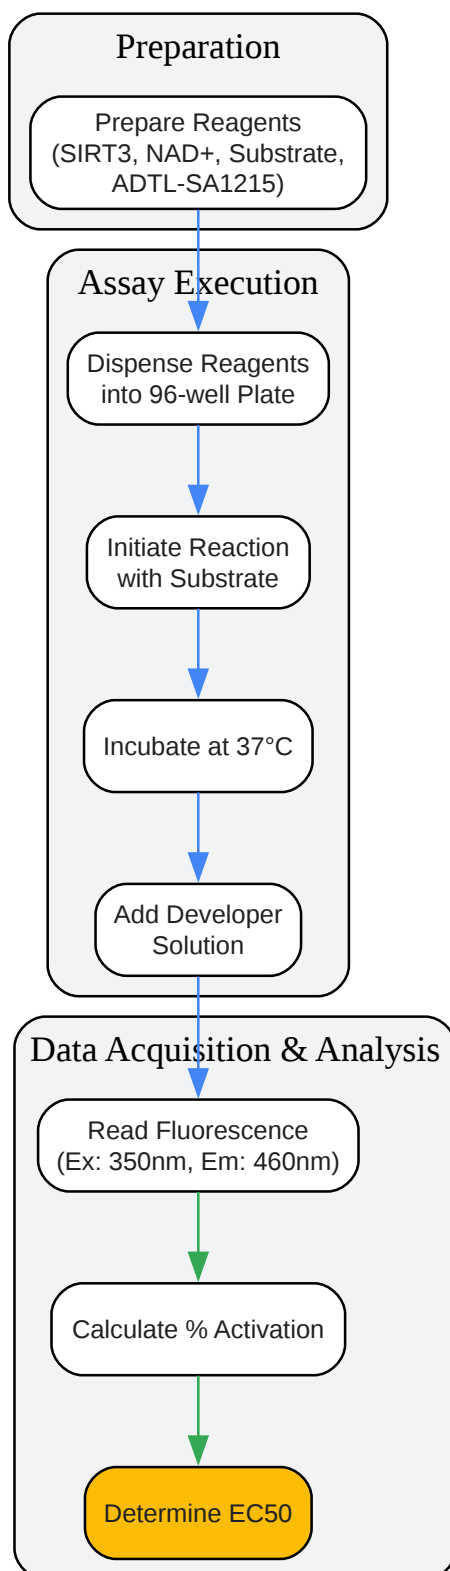 Preparation
Prepare Reagents
(SIRT3, NAD+, Substrate,
ADTL-SA1215)
Assay Execution
Dispense Reagents
into 96-well Plate
Initiate Reaction
with Substrate
Incubate at 37°C
Add Developer
Solution
Data Acquisition & Analysis
Read Fluorescence
(Ex: 350nm, Em: 460nm)
Calculate % Activation
Determine EC50